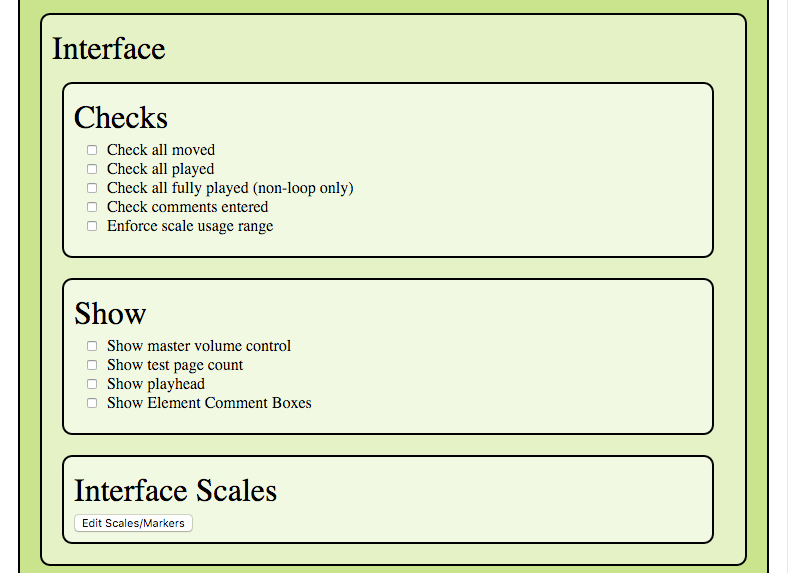 Interface
Checks
Check all moved
Check all played
Check all fully played (non-loop only)
Check comments entered
Enforce scale usage range
Show
Show master volume control
Show test page count
Show playhead
Show Element Comment Boxes
Interface Scales
Edit Scales/Markers